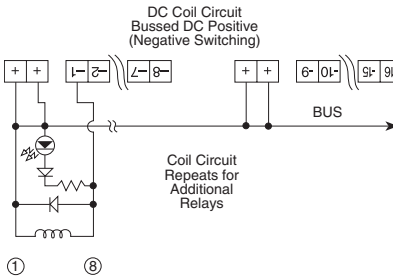 DC Coil Circuit
Bussed DC Positive
(Negative Switching)
+ + -1 -2 -7 -8 + + -9 -10 -15 -16
BUS
Coil Circuit
Repeats for
Additional
Relays
1 8